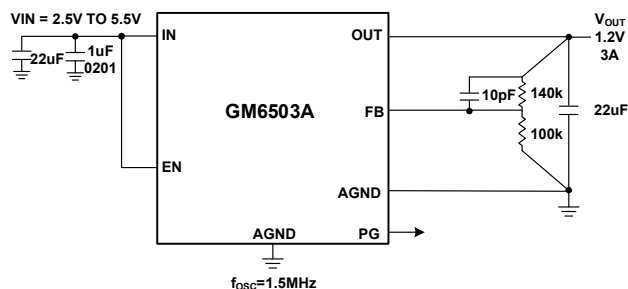 VIN = 2.5V TO 5.5V
22uF
1uF
0201
IN
EN
GM6503A
OUT
FB
AGND
PG
AGND
fOSC=1.5MHz
10pF
140k
100k
22uF
VOUT
1.2V
3A